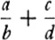 a/b + c/d